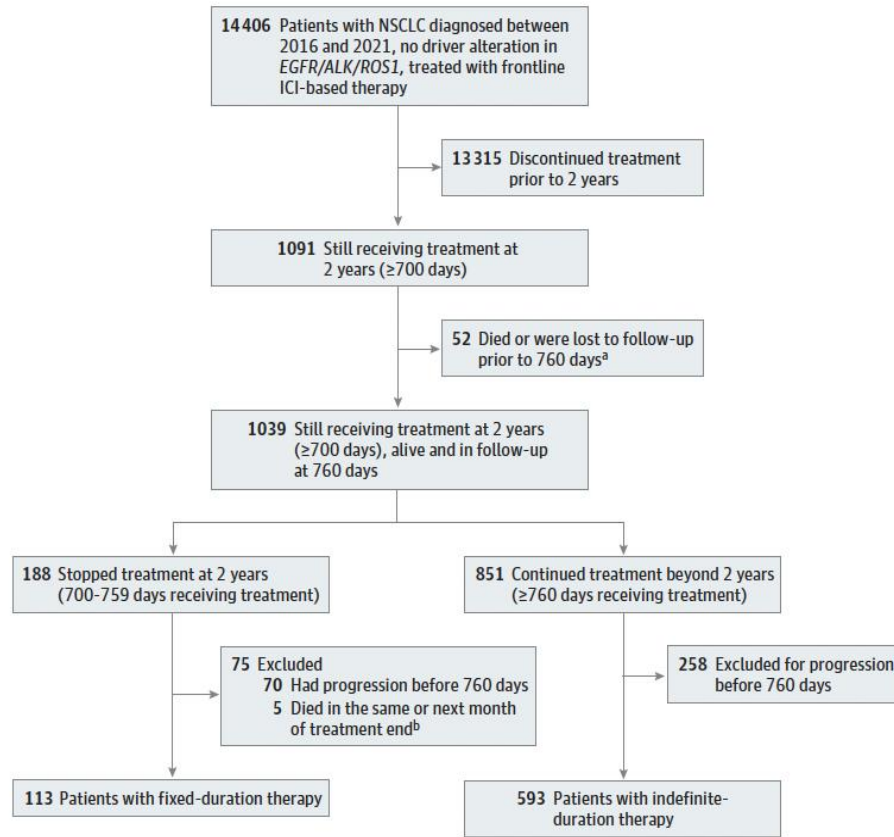 14 406 Patients with NSCLC diagnosed between
2016 and 2021, no driver alteration in
EGFR/ALK/ROS1, treated with frontline
ICI-based therapy
13 315 Discontinued treatment
prior to 2 years
1091 Still receiving treatment at
2 years (≥700 days)
52 Died or were lost to follow-up
prior to 760 daysᵃ
1039 Still receiving treatment at 2 years
(≥700 days), alive and in follow-up
at 760 days
188 Stopped treatment at 2 years
(700-759 days receiving treatment)
851 Continued treatment beyond 2 years
(≥760 days receiving treatment)
75 Excluded
70 Had progression before 760 days
5 Died in the same or next month
of treatment endᵇ
258 Excluded for progression
before 760 days
113 Patients with fixed-duration therapy
593 Patients with indefinite-
duration therapy